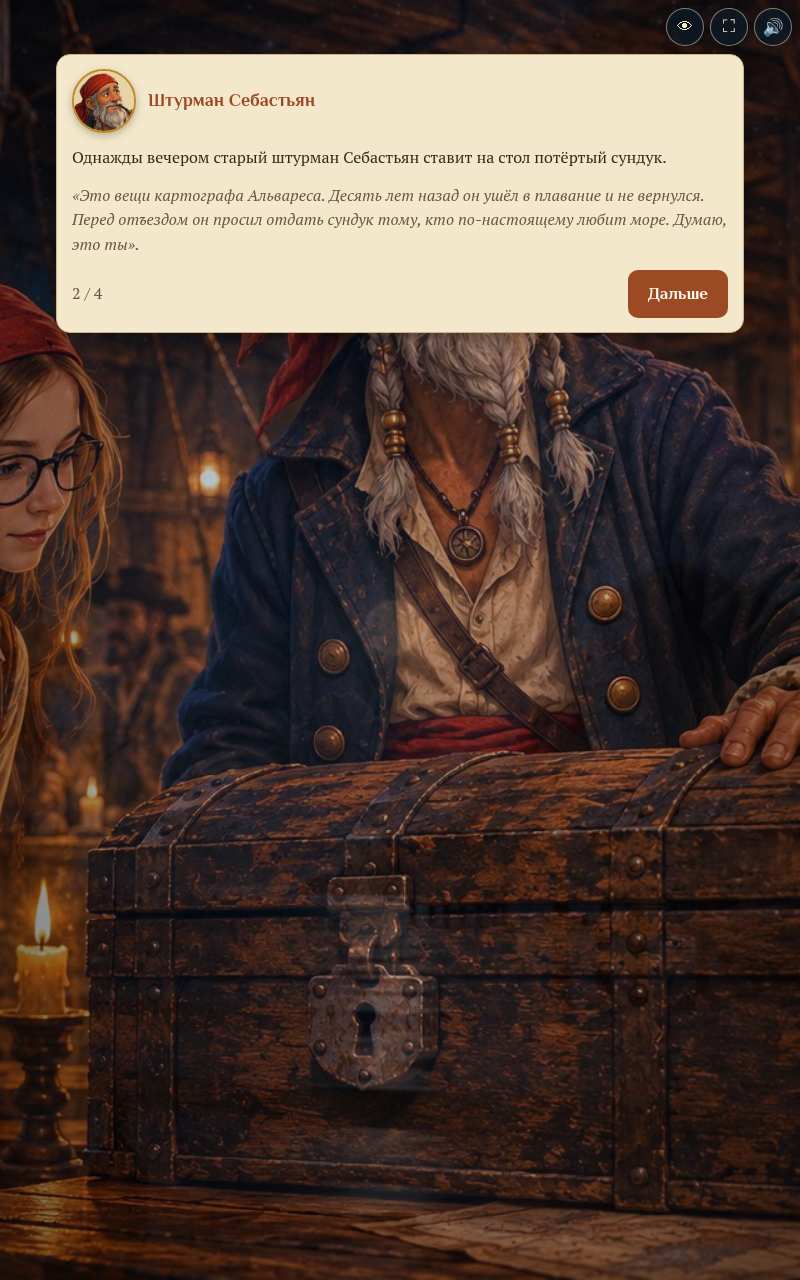 Штурман Себастьян
Однажды вечером старый штурман Себастьян ставит на стол потёртый сундук.
«Это вещи картографа Альвареса. Десять лет назад он ушёл в плавание и не вернулся.
Перед отъездом он просил отдать сундук тому, кто по-настоящему любит море. Думаю,
это ты».
2 / 4
Дальше